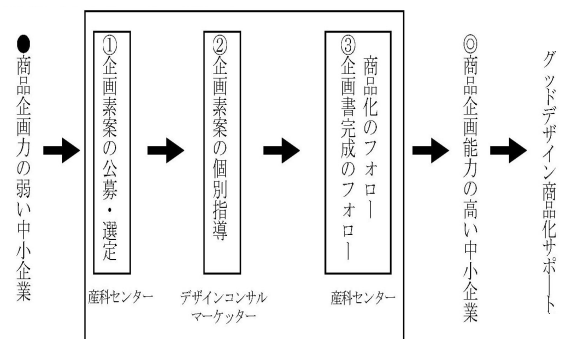 ●商品企画力の弱い中小企業
①企画素案の公募・選定
産科センター
②企画素案の個別指導
デザインコンサル
マーケッター
商品化のフォロー
③企画書完成のフォロー
産科センター
◎商品企画能力の高い中小企業
グッドデザイン商品化サポート